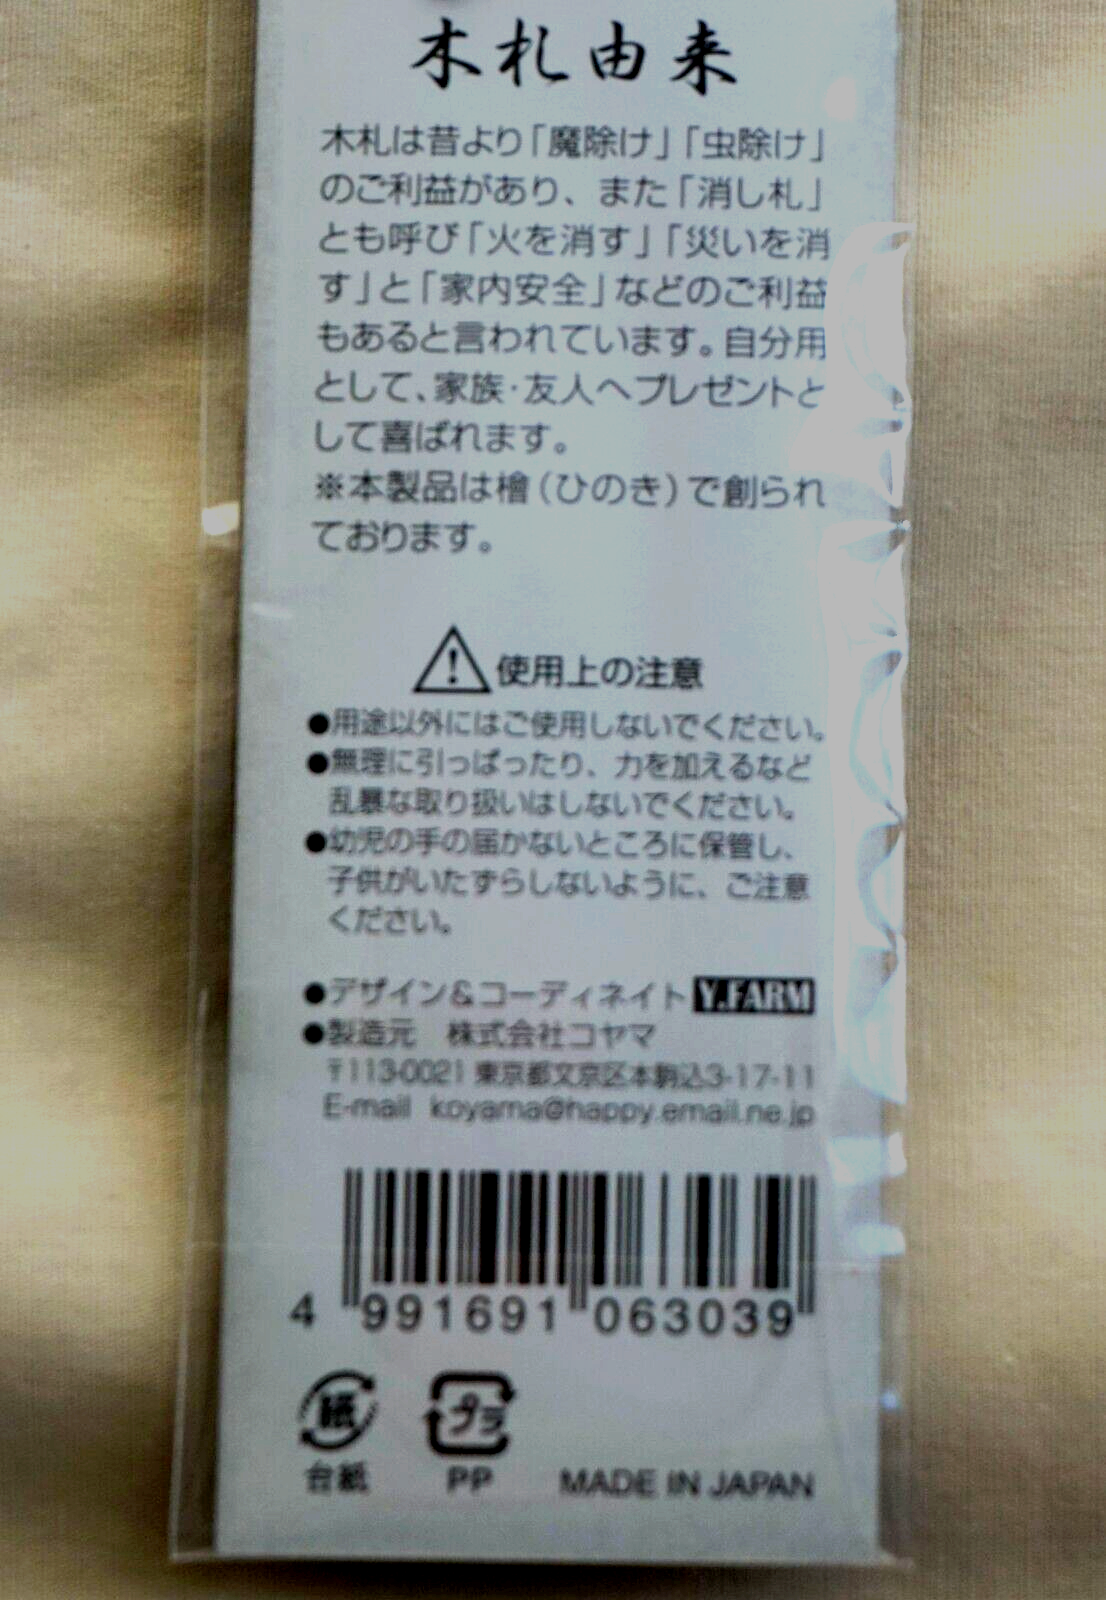 木札由来
木札は昔より「魔除け」「虫除け」
のご利益があり、また「消し札」
とも呼び「火を消す」「災いを消
す」と「家内安全」などのご利益
もあると言われています。自分用
として、家族・友人へプレゼントと
して喜ばれます。
※本製品は檜(ひのき)で創られ
ております。
使用上の注意
●用途以外にはご使用しないでください。
●無理に引っぱったり、力を加えるなど
乱暴な取り扱いはしないでください。
●幼児の手の届かないところに保管し、
子供がいたずらしないように、ご注意
ください。
●デザイン&コーディネイト Y.FARM
●製造元 株式会社コヤマ
〒113-0021 東京都文京区本駒込3-17-11
E-mail koyama@happy.email.ne.jp
4 991691 063039
紙 プラ
台紙 PP MADE IN JAPAN